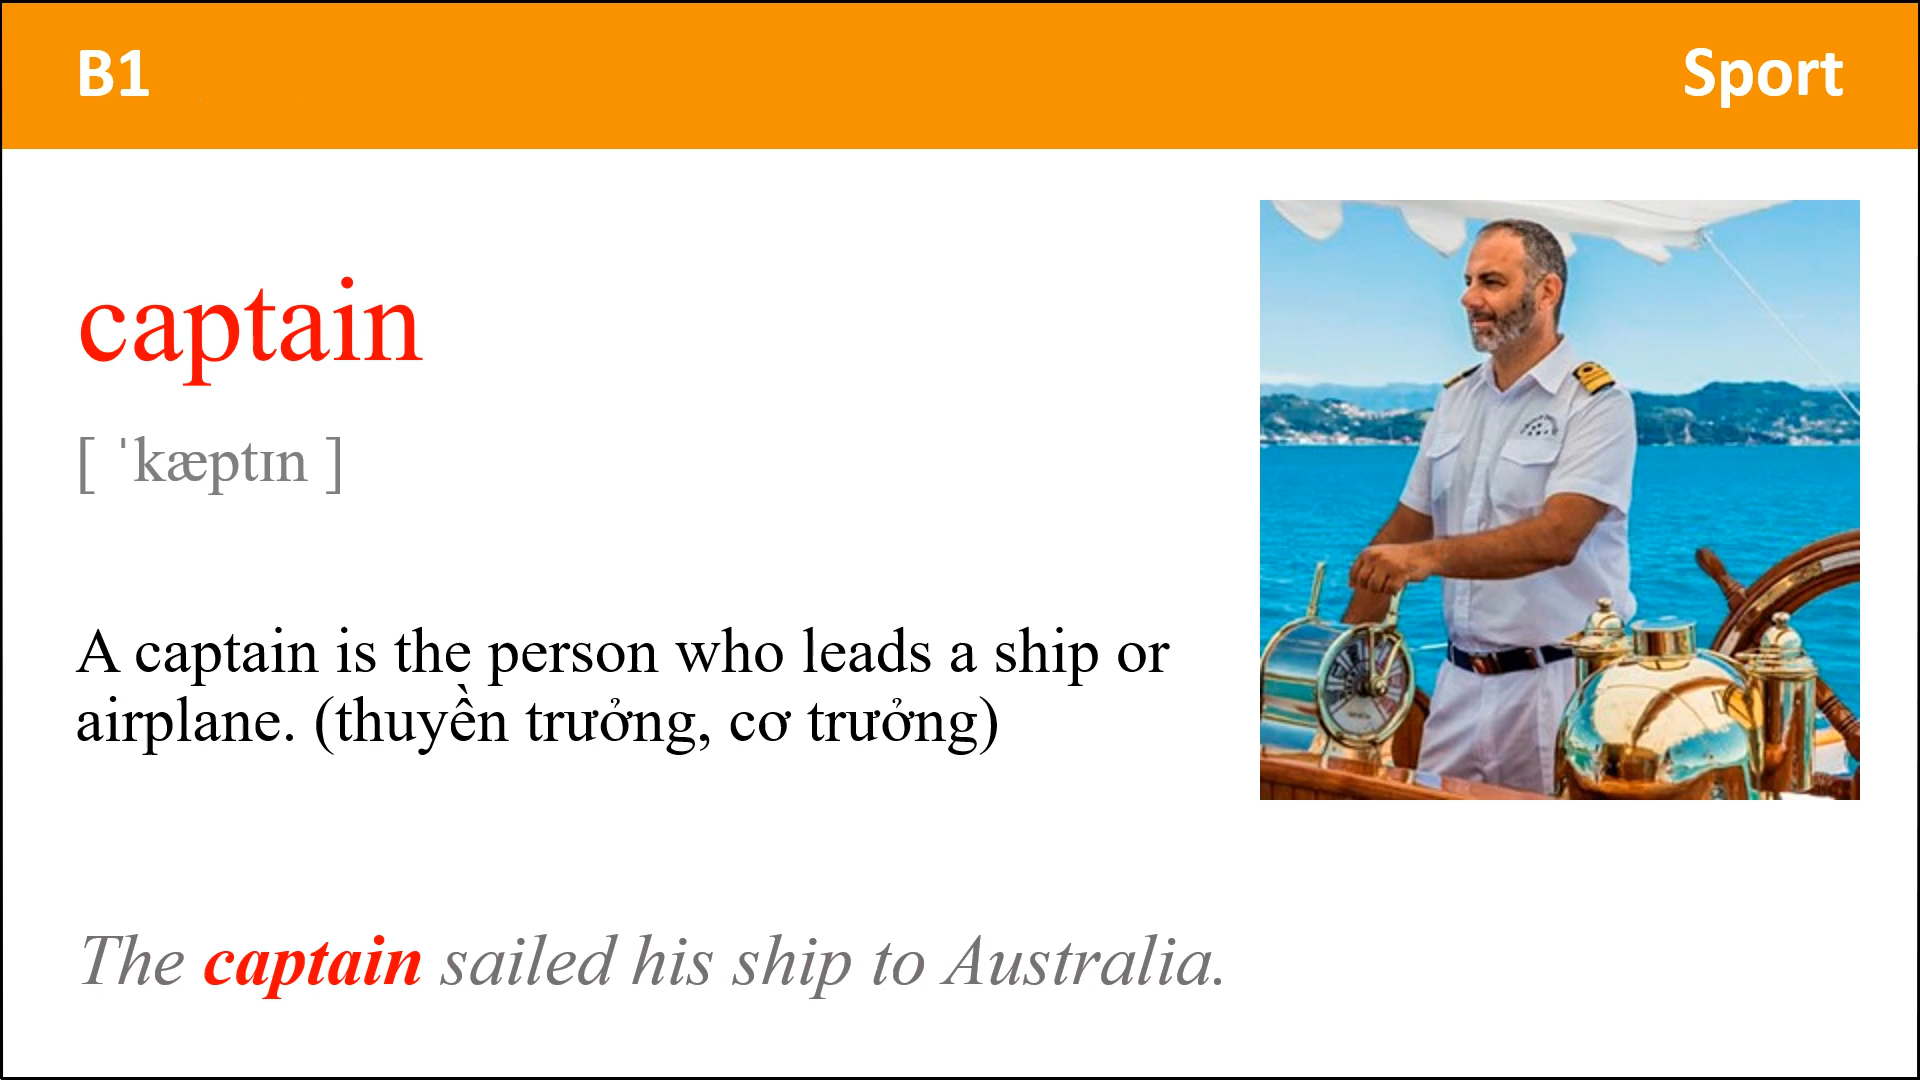 B1
Sport
captain
[ ˈkæptɪn ]
A captain is the person who leads a ship or
airplane. (thuyền trưởng, cơ trưởng)
The captain sailed his ship to Australia.